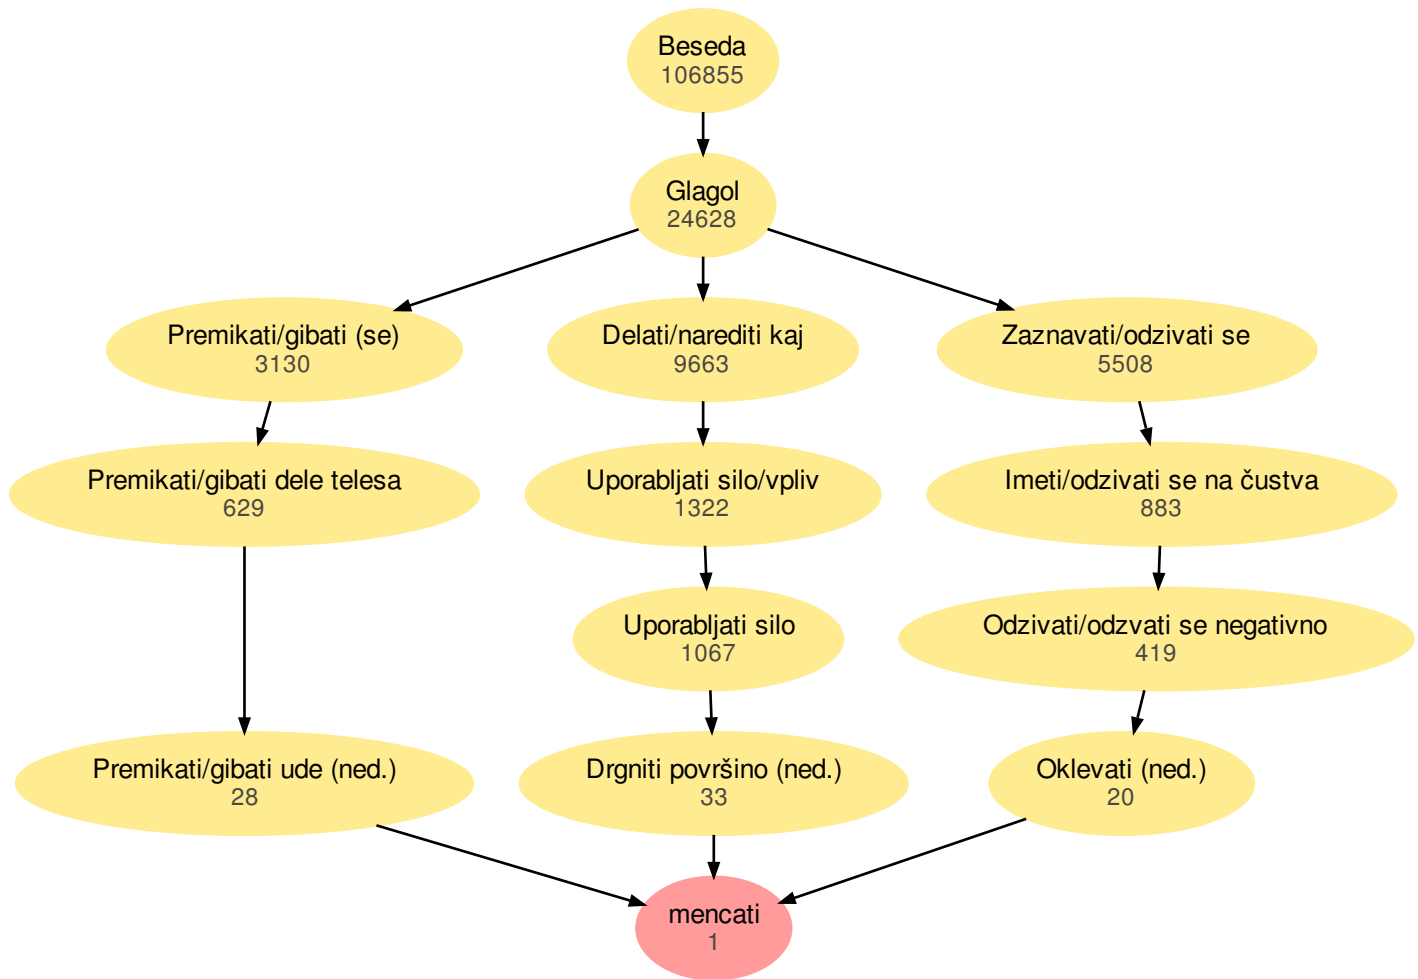 Beseda
106855
Glagol
24628
Premikati/gibati (se)
3130
Delati/narediti kaj
9663
Zaznavati/odzivati se
5508
Premikati/gibati dele telesa
629
Uporabljati silo/vpliv
1322
Imeti/odzivati se na čustva
883
Uporabljati silo
1067
Odzivati/odzvati se negativno
419
Premikati/gibati ude (ned.)
28
Drgniti površino (ned.)
33
Oklevati (ned.)
20
mencati
1